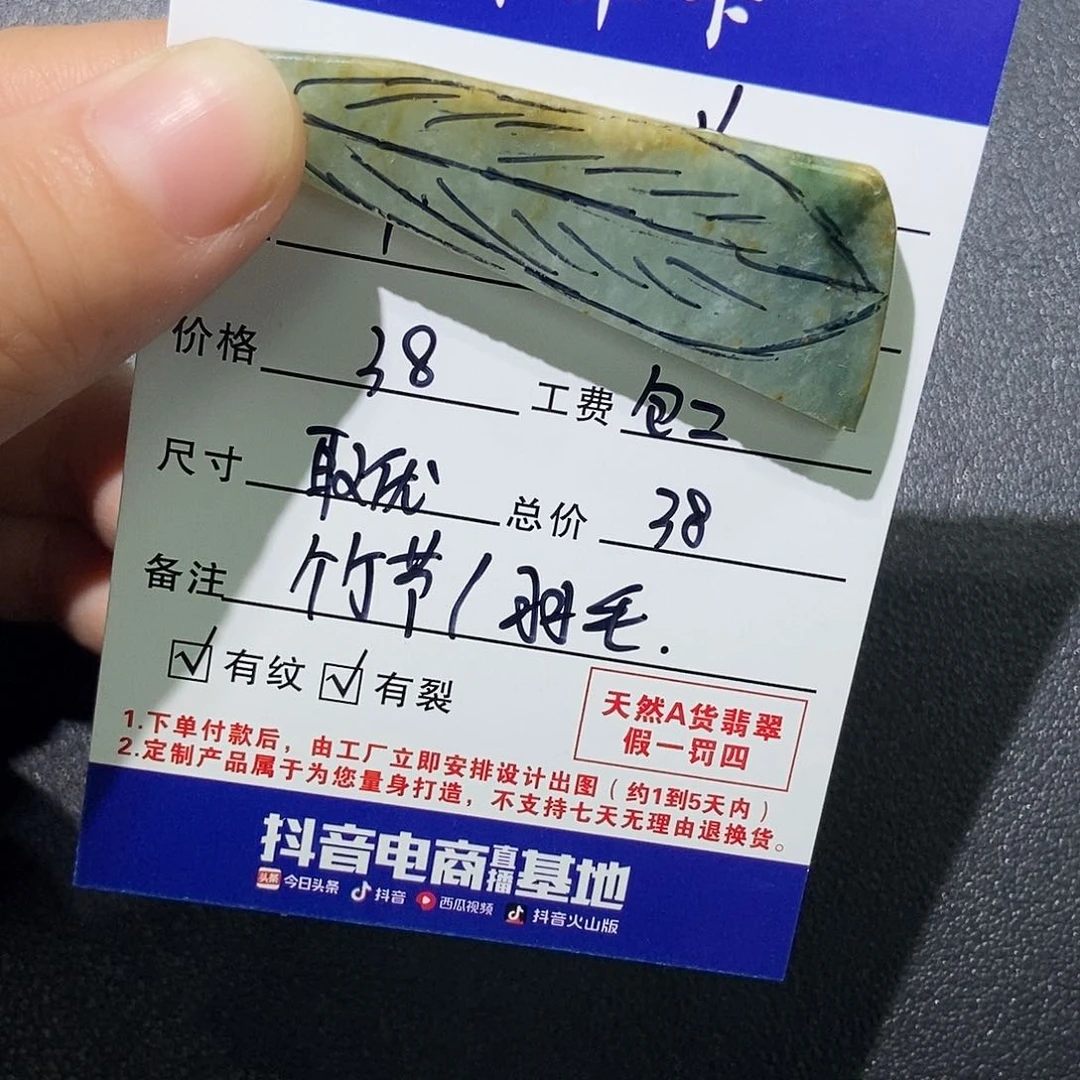 价格 38 工费 包工
尺寸 取优 总价 38
备注 竹节/羽毛.
有纹 有裂
天然A货翡翠
假一罚四
1.下单付款后，由工厂立即安排设计出图（约1到5天内）
2.定制产品属于为您量身打造，不支持七天无理由退换货。
抖音电商直播基地
头条 今日头条 抖音 西瓜视频 抖音火山版